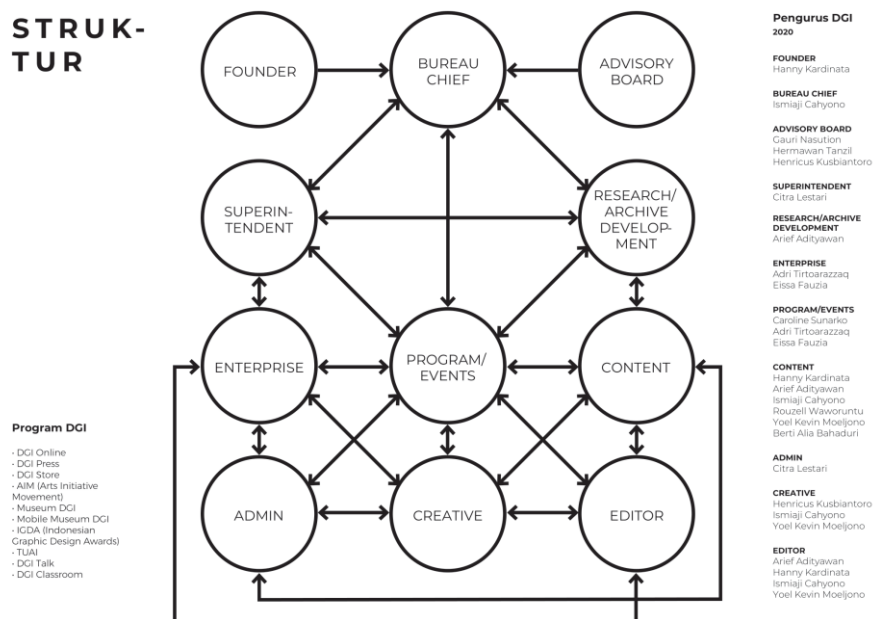 STRUK-
TUR
FOUNDER
BUREAU
CHIEF
ADVISORY
BOARD
SUPERIN-
TENDENT
RESEARCH/
ARCHIVE
DEVELOP-
MENT
ENTERPRISE
PROGRAM/
EVENTS
CONTENT
ADMIN
CREATIVE
EDITOR
Program DGI
· DGI Online
· DGI Press
· DGI Store
· AIM (Arts Initiative
Movement)
· Museum DGI
· Mobile Museum DGI
· IGDA (Indonesian
Graphic Design Awards)
· TUAI
· DGI Talk
· DGI Classroom
Pengurus DGI
2020
FOUNDER
Hanny Kardinata
BUREAU CHIEF
Ismiaji Cahyono
ADVISORY BOARD
Gauri Nasution
Hermawan Tanzil
Henricus Kusbiantoro
SUPERINTENDENT
Citra Lestari
RESEARCH/ARCHIVE
DEVELOPMENT
Arief Adityawan
ENTERPRISE
Adri Tirtoarazzaq
Eissa Fauzia
PROGRAM/EVENTS
Caroline Sunarko
Adri Tirtoarazzaq
Eissa Fauzia
CONTENT
Hanny Kardinata
Arief Adityawan
Ismiaji Cahyono
Rouzell Waworuntu
Yoel Kevin Moeljono
Berti Alia Bahaduri
ADMIN
Citra Lestari
CREATIVE
Henricus Kusbiantoro
Ismiaji Cahyono
Yoel Kevin Moeljono
EDITOR
Arief Adityawan
Hanny Kardinata
Ismiaji Cahyono
Yoel Kevin Moeljono